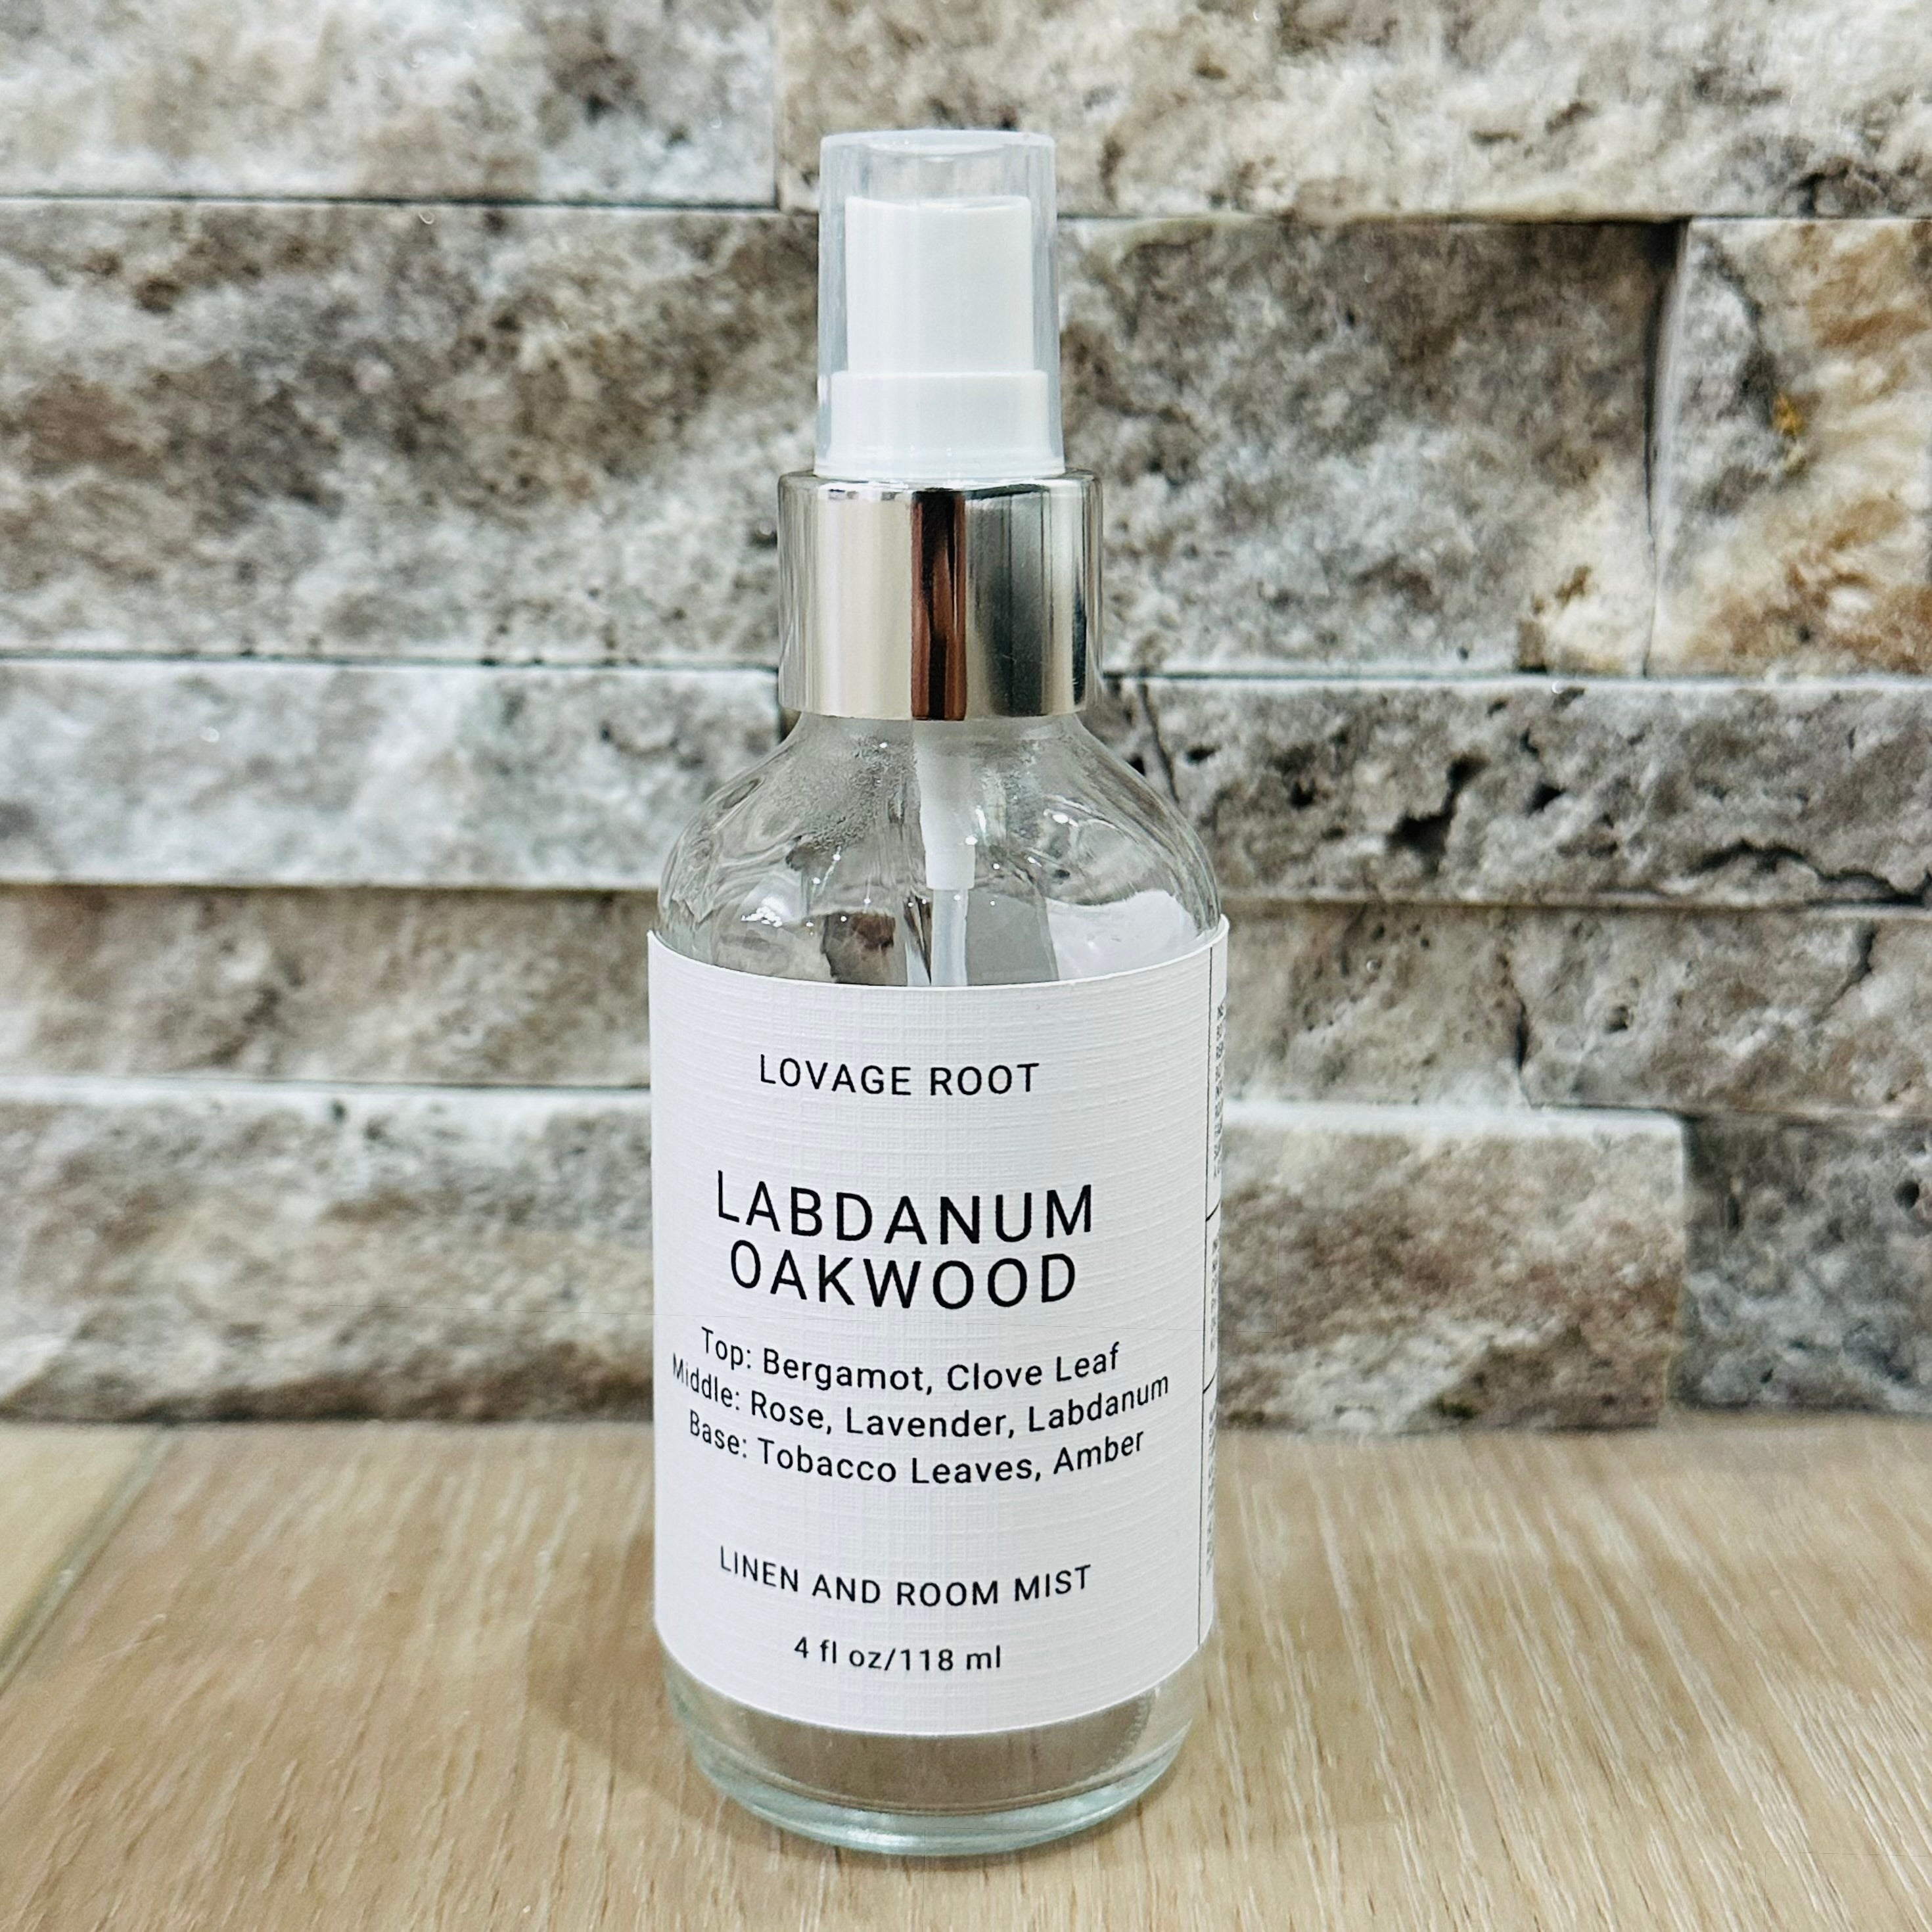 LOVAGE ROOT
LABDANUM
OAKWOOD
Top: Bergamot, Clove Leaf
Middle: Rose, Lavender, Labdanum
Base: Tobacco Leaves, Amber
LINEN AND ROOM MIST
4 fl oz/118 ml